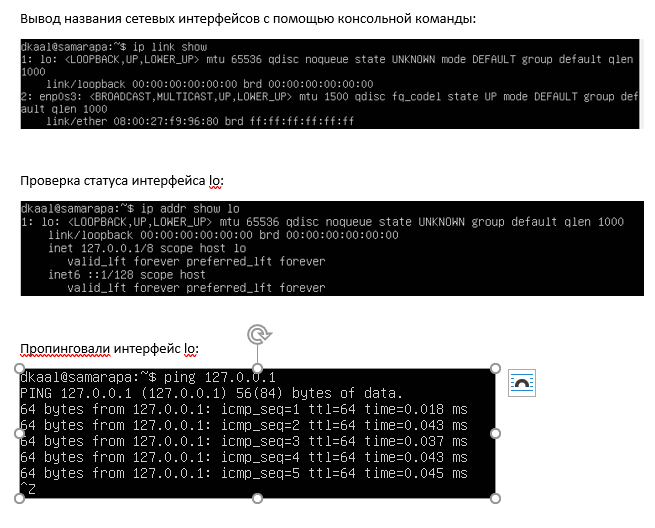 Вывод названия сетевых интерфейсов с помощью консольной команды:
dkaal@samarapa:~$ ip link show
1: lo: <LOOPBACK,UP,LOWER_UP> mtu 65536 qdisc noqueue state UNKNOWN mode DEFAULT group default qlen
1000
link/loopback 00:00:00:00:00:00 brd 00:00:00:00:00:00
2: enp0s3: <BROADCAST,MULTICAST,UP,LOWER_UP> mtu 1500 qdisc fq_codel state UP mode DEFAULT group def
ault qlen 1000
link/ether 08:00:27:f9:96:80 brd ff:ff:ff:ff:ff:ff
Проверка статуса интерфейса lo:
dkaal@samarapa:~$ ip addr show lo
1: lo: <LOOPBACK,UP,LOWER_UP> mtu 65536 qdisc noqueue state UNKNOWN group default qlen 1000
link/loopback 00:00:00:00:00:00 brd 00:00:00:00:00:00
inet 127.0.0.1/8 scope host lo
valid_lft forever preferred_lft forever
inet6 ::1/128 scope host
valid_lft forever preferred_lft forever
Пропинговали интерфейс lo:
dkaal@samarapa:~$ ping 127.0.0.1
PING 127.0.0.1 (127.0.0.1) 56(84) bytes of data.
64 bytes from 127.0.0.1: icmp_seq=1 ttl=64 time=0.018 ms
64 bytes from 127.0.0.1: icmp_seq=2 ttl=64 time=0.043 ms
64 bytes from 127.0.0.1: icmp_seq=3 ttl=64 time=0.037 ms
64 bytes from 127.0.0.1: icmp_seq=4 ttl=64 time=0.043 ms
64 bytes from 127.0.0.1: icmp_seq=5 ttl=64 time=0.045 ms
^Z